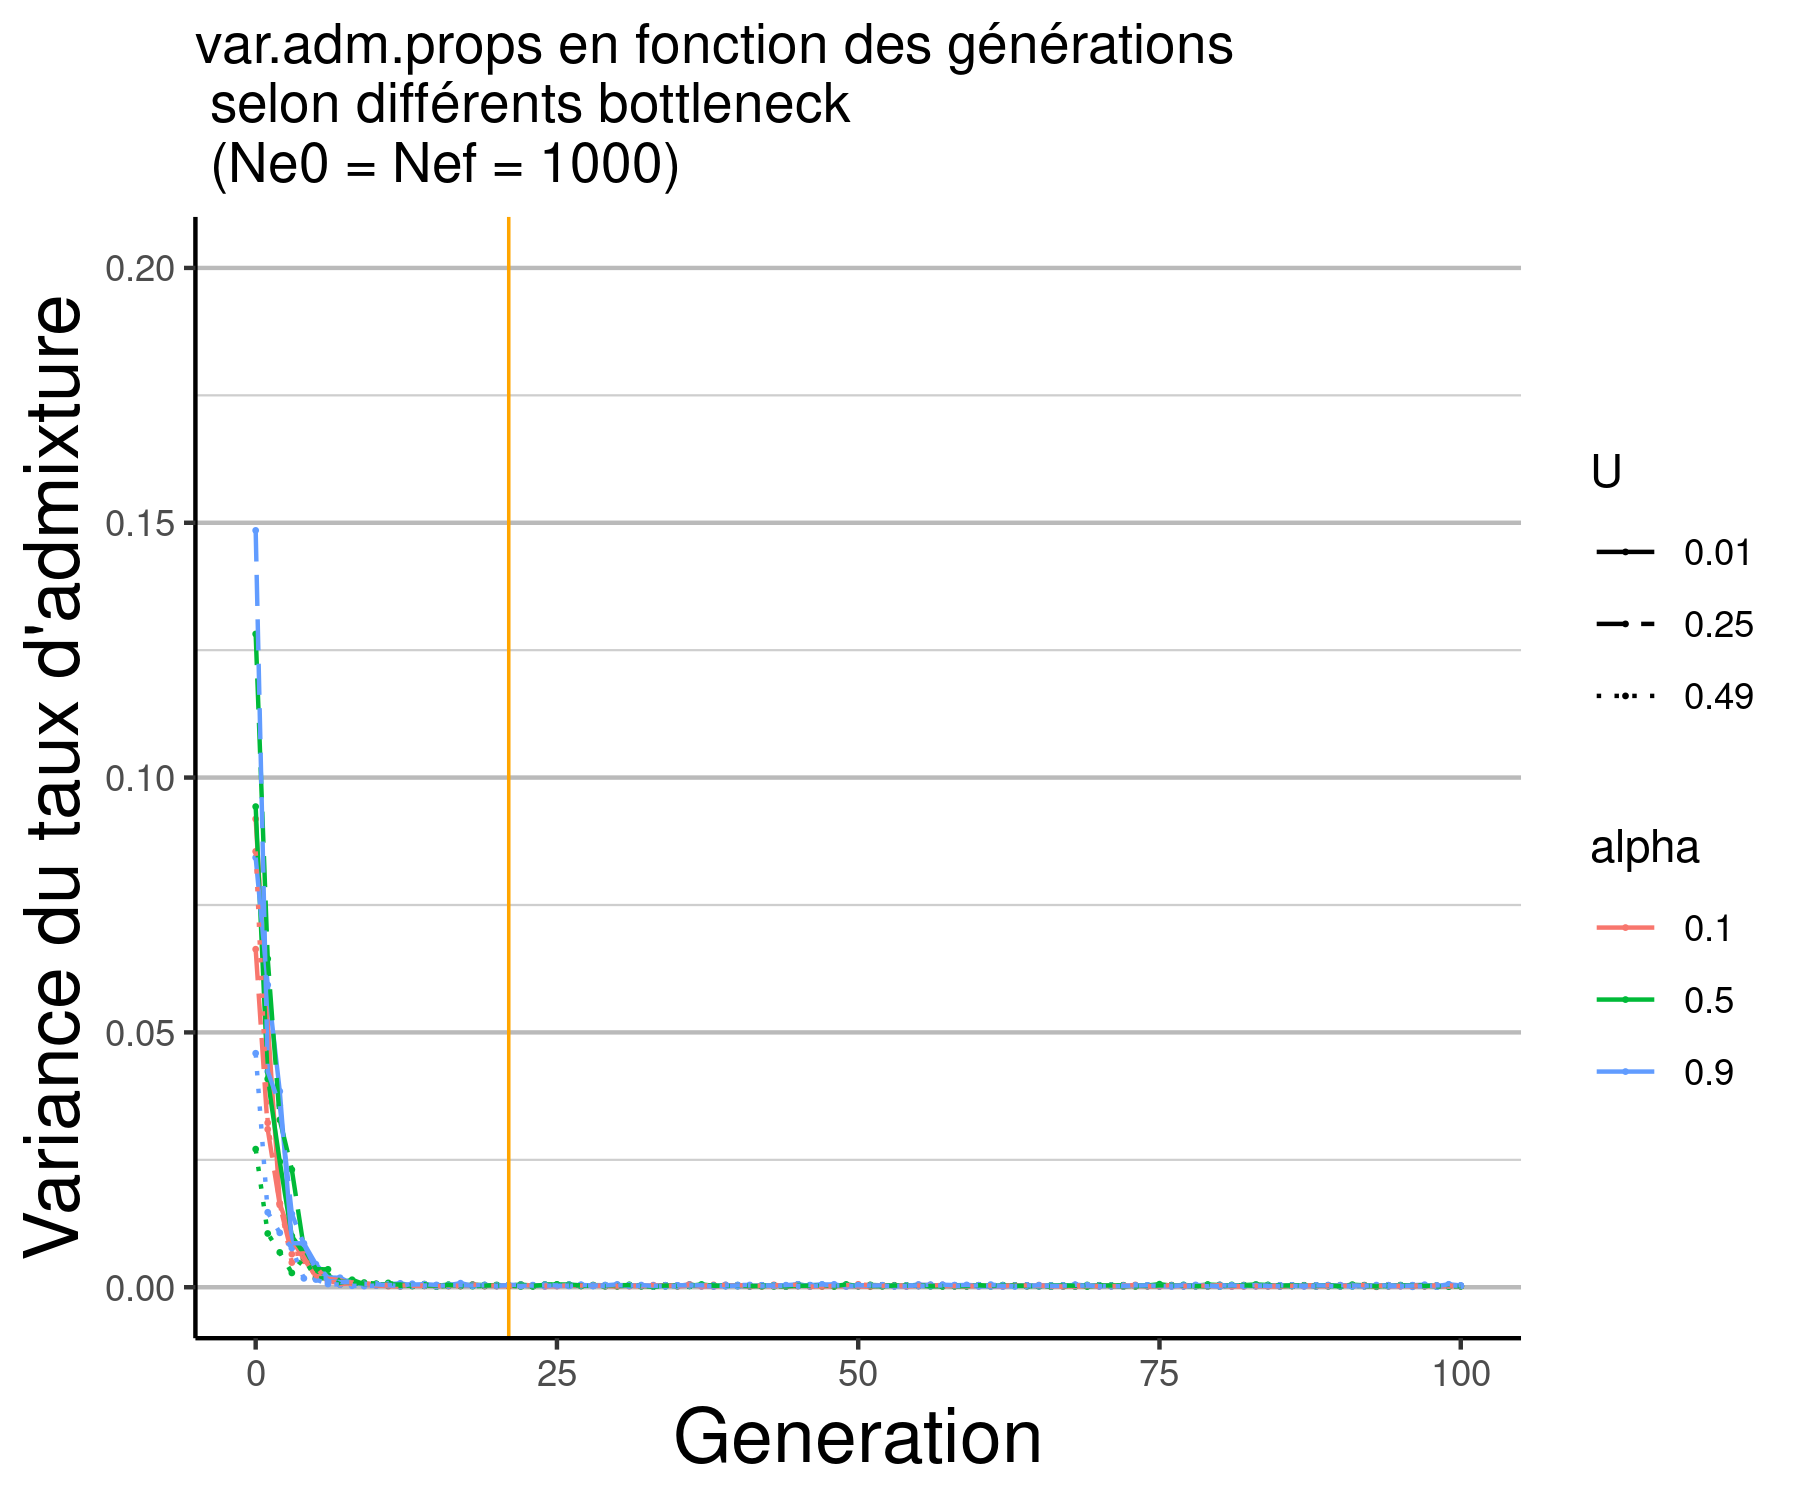 var.adm.props en fonction des générations
selon différents bottleneck
(Ne0 = Nef = 1000)
Variance du taux d'admixture
0.20
0.15
0.10
0.05
0.00
0
25
50
75
100
Generation
U
0.01
0.25
0.49
alpha
0.1
0.5
0.9